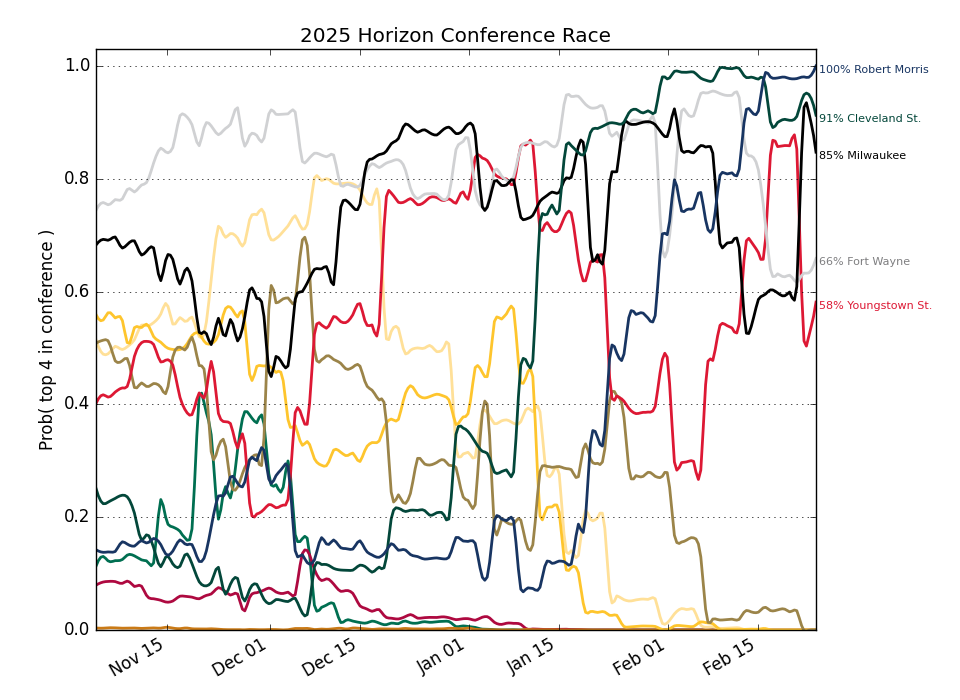 2025 Horizon Conference Race
Prob( top 4 in conference )
1.0
0.8
0.6
0.4
0.2
0.0
Nov 15
Dec 01
Dec 15
Jan 01
Jan 15
Feb 01
Feb 15
100% Robert Morris
91% Cleveland St.
85% Milwaukee
66% Fort Wayne
58% Youngstown St.